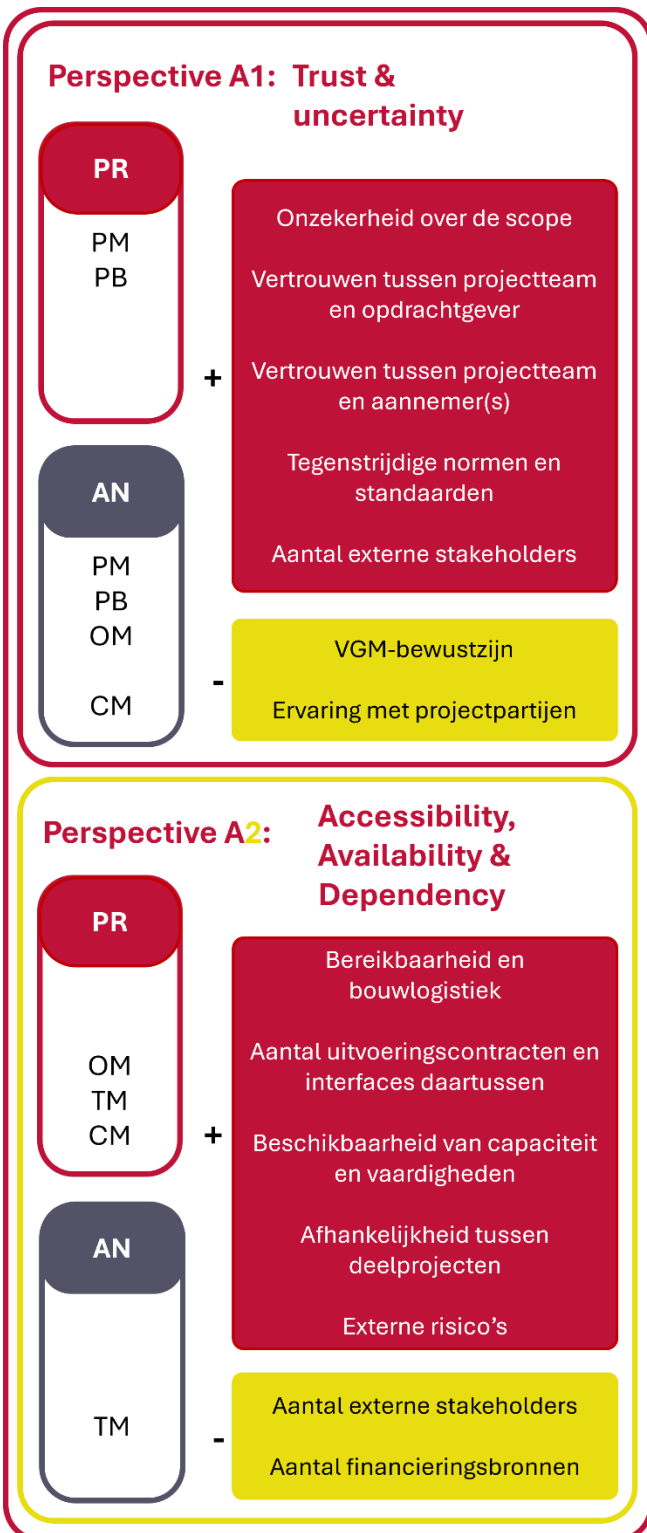 Perspective A1: Trust &
uncertainty
PR
PM
PB
+
Onzekerheid over de scope
Vertrouwen tussen projectteam
en opdrachtgever
Vertrouwen tussen projectteam
en aannemer(s)
Tegenstrijdige normen en
standaarden
Aantal externe stakeholders
AN
PM
PB
OM
CM
-
VGM-bewustzijn
Ervaring met projectpartijen
Perspective A2:
Accessibility,
Availability &
Dependency
PR
OM
TM
CM
+
Bereikbaarheid en
bouwlogistiek
Aantal uitvoeringscontracten en
interfaces daartussen
Beschikbaarheid van capaciteit
en vaardigheden
Afhankelijkheid tussen
deelprojecten
Externe risico’s
AN
TM
-
Aantal externe stakeholders
Aantal financieringsbronnen